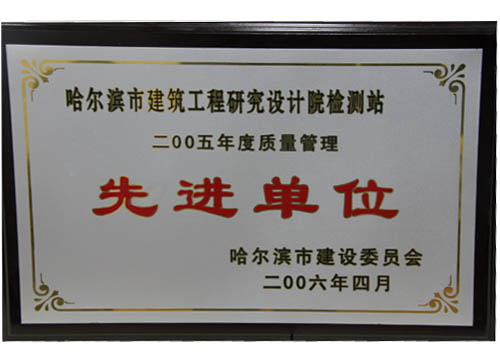 哈尔滨市建筑工程研究设计院检测站
二00五年度质量管理
先进单位
哈尔滨市建设委员会
二00六年四月